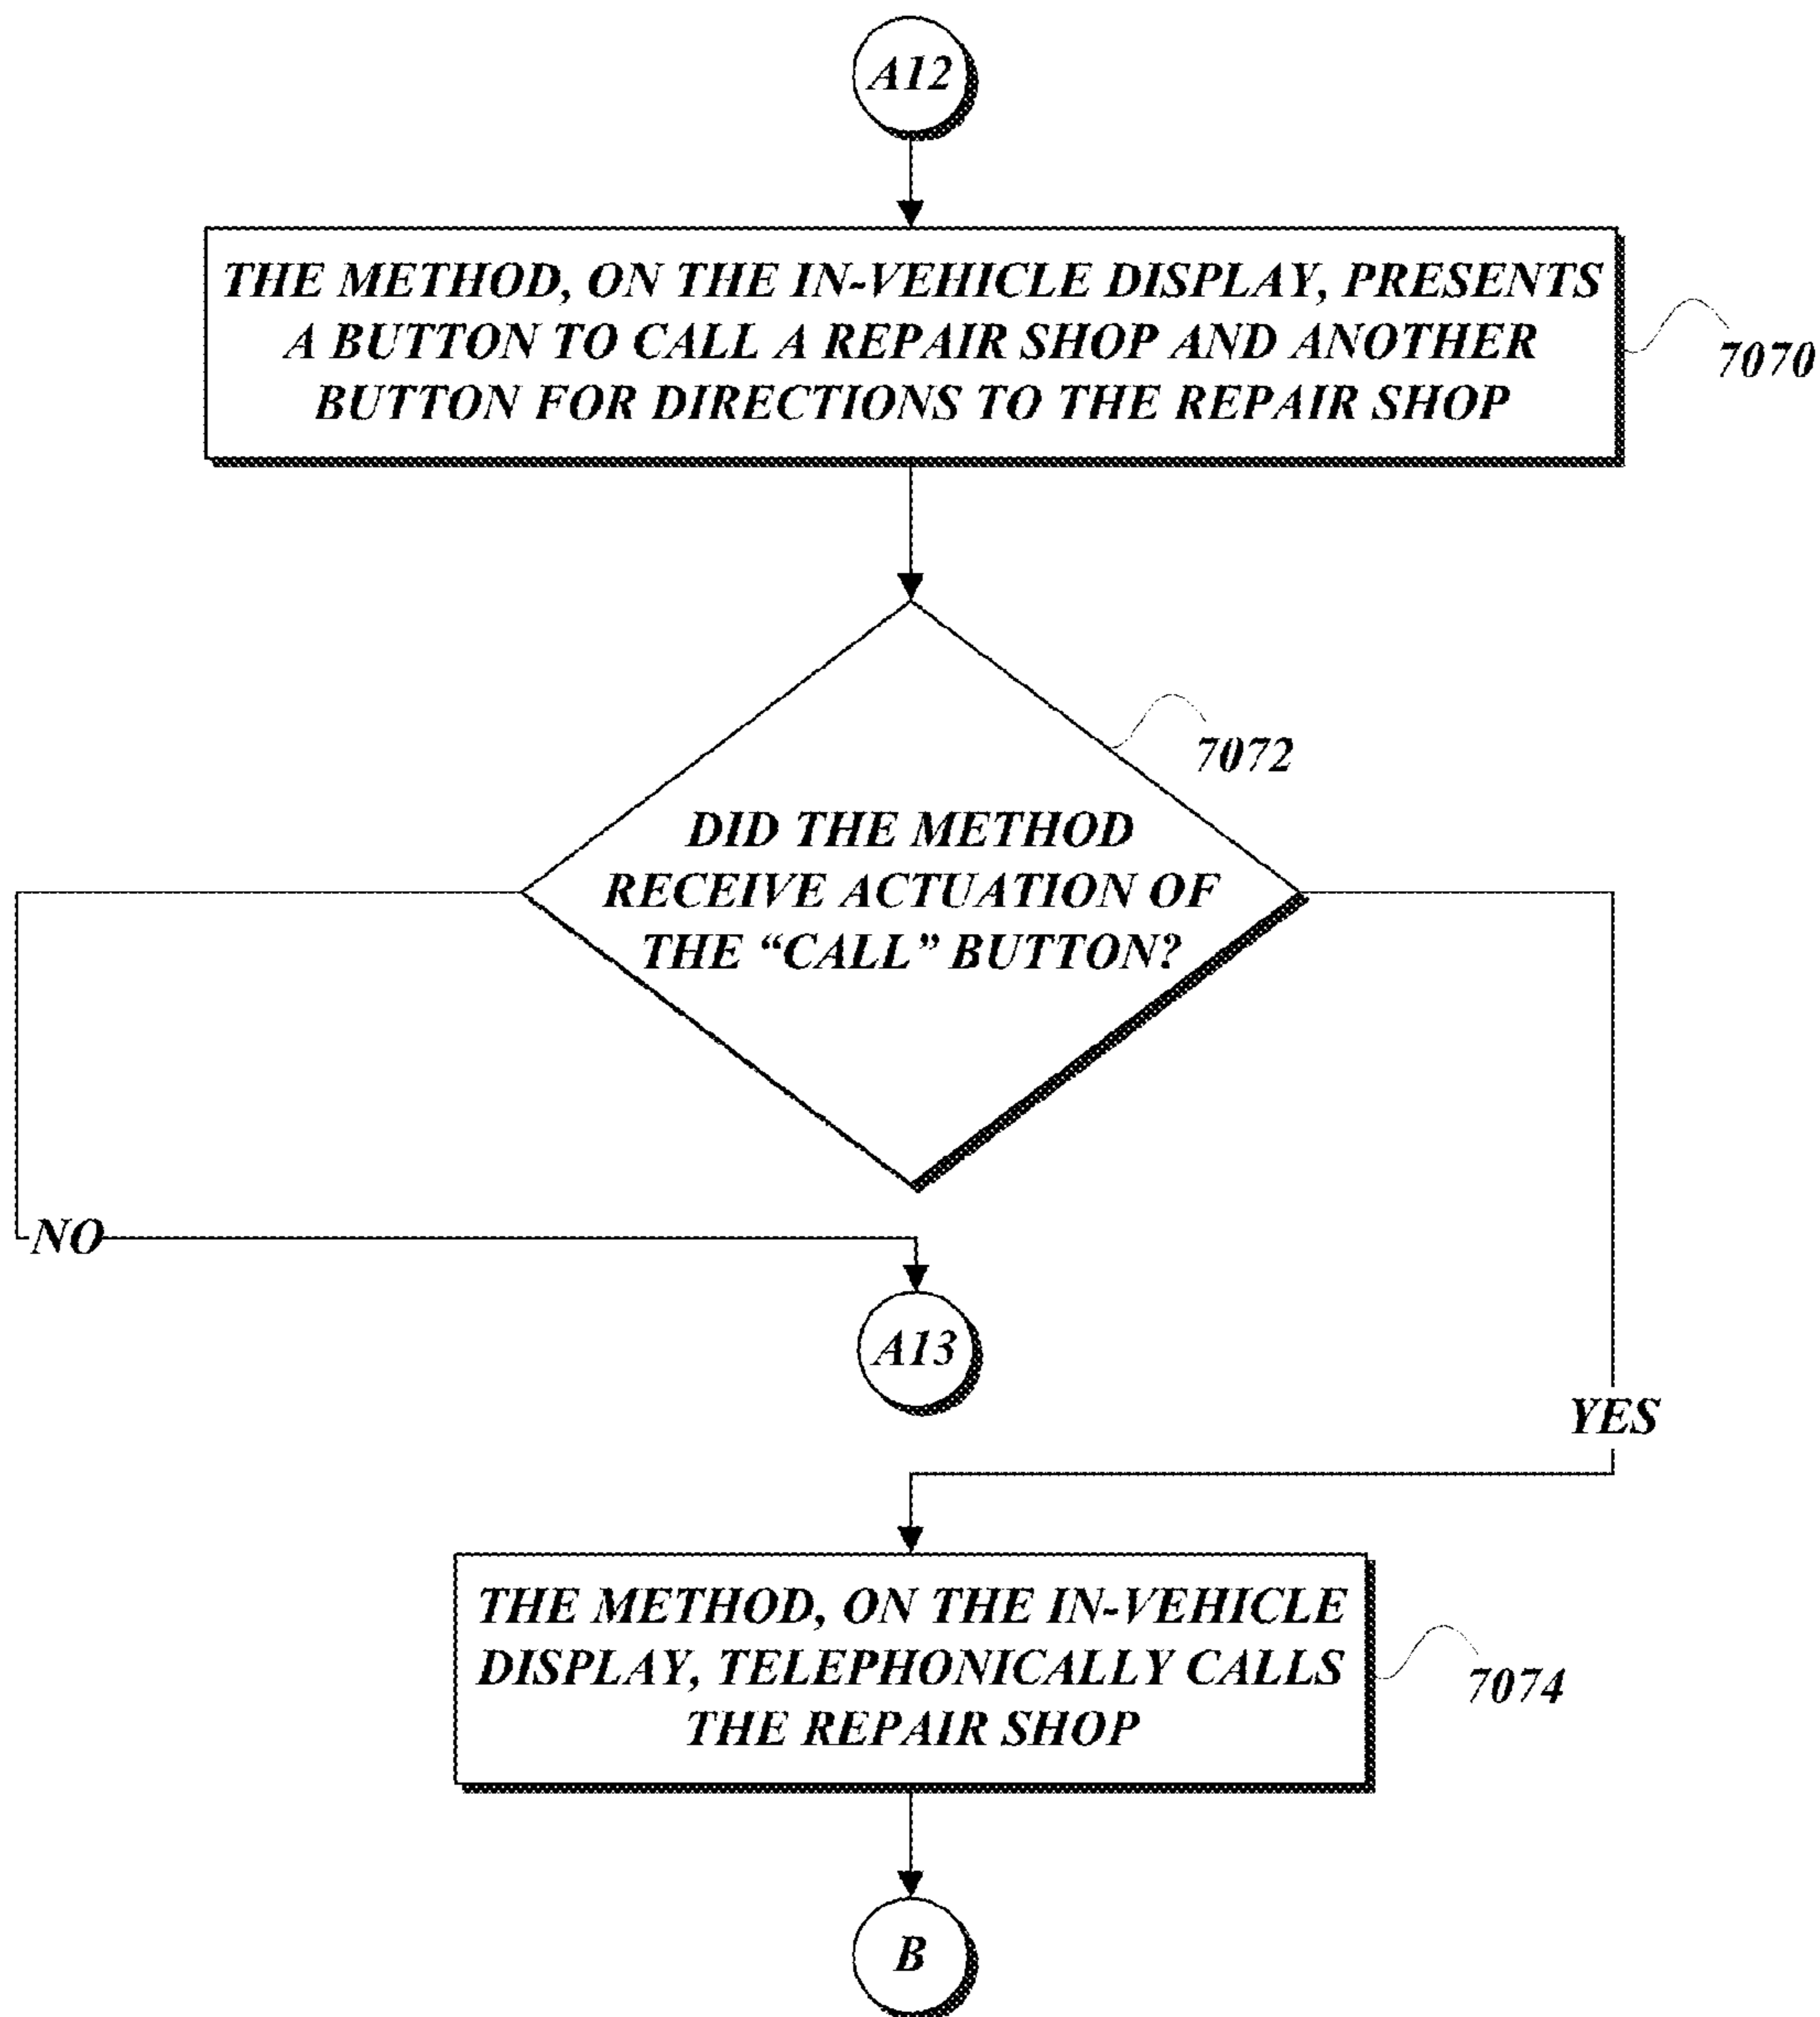 A12
THE METHOD, ON THE IN-VEHICLE DISPLAY, PRESENTS
A BUTTON TO CALL A REPAIR SHOP AND ANOTHER
BUTTON FOR DIRECTIONS TO THE REPAIR SHOP
7070
7072
DID THE METHOD
RECEIVE ACTUATION OF
THE “CALL” BUTTON?
NO
A13
YES
THE METHOD, ON THE IN-VEHICLE
DISPLAY, TELEPHONICALLY CALLS
THE REPAIR SHOP
7074
B